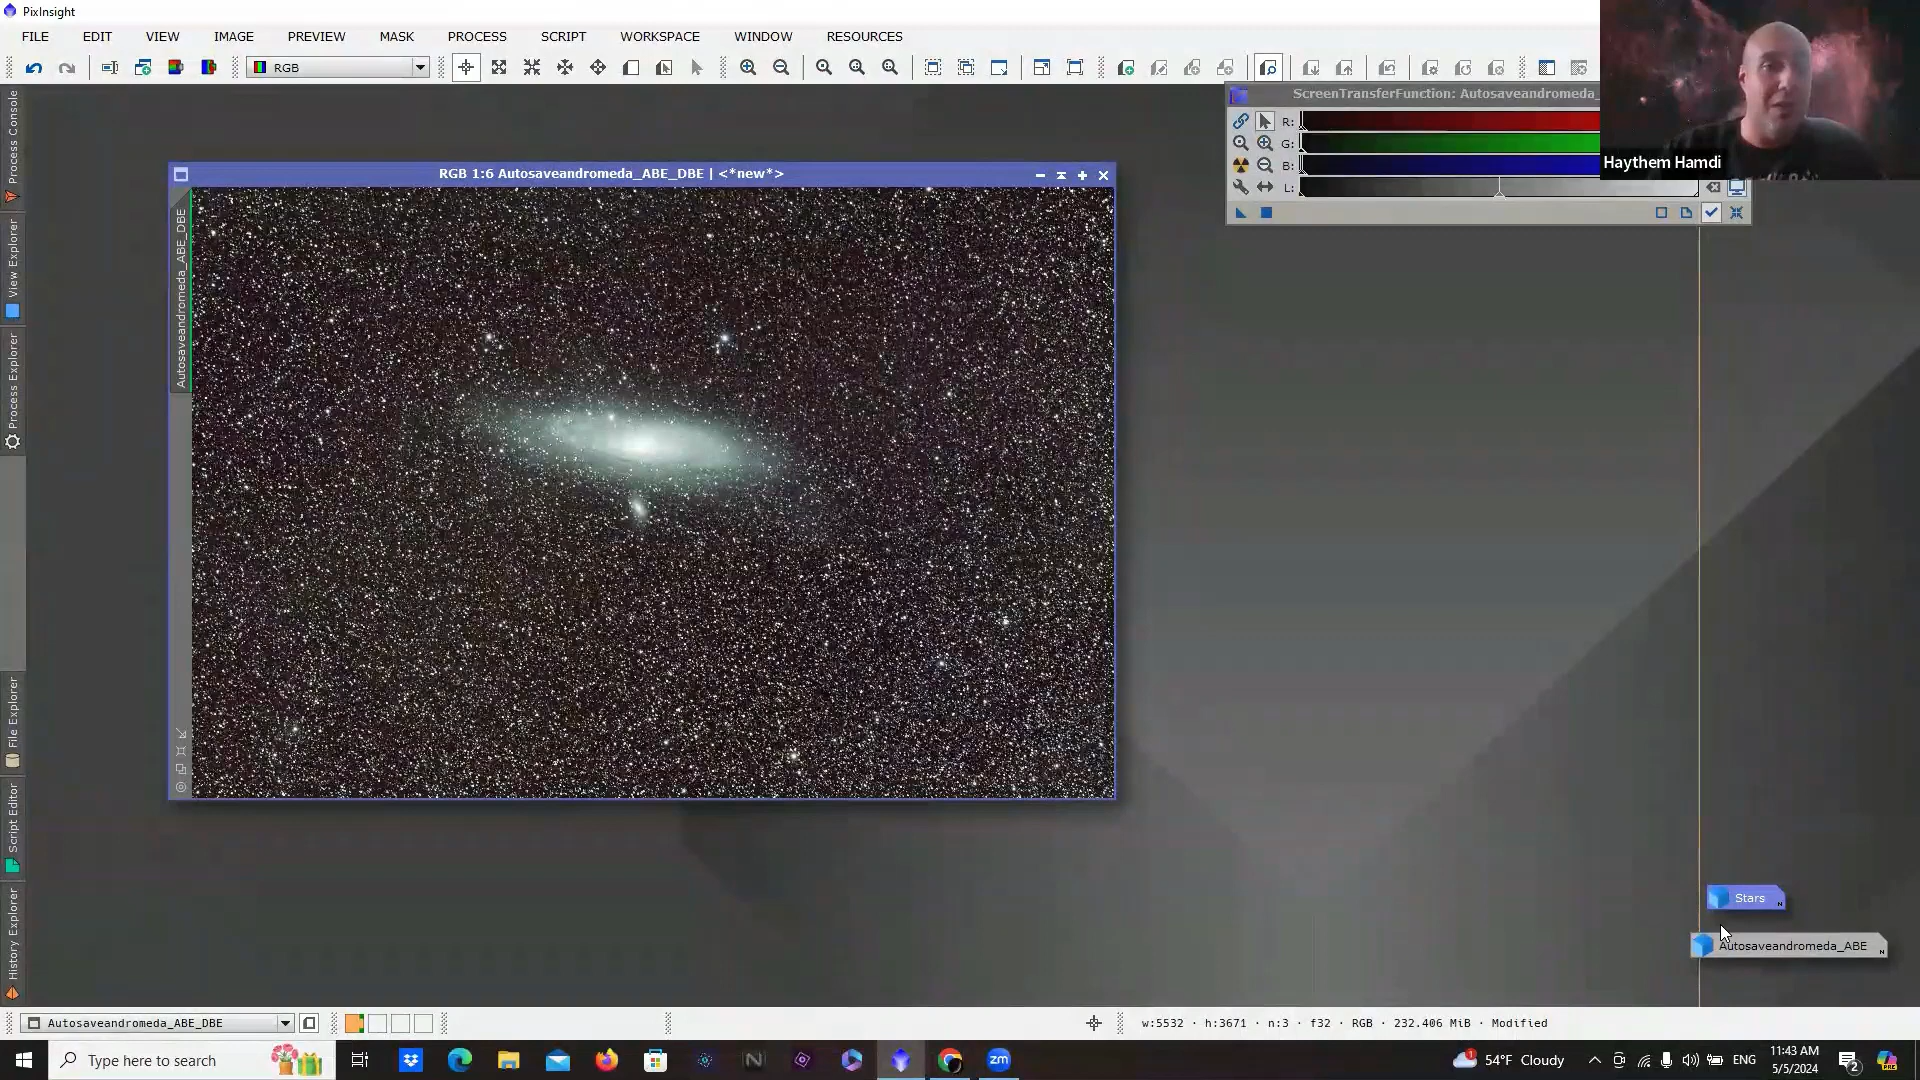 PixInsight
FILE EDIT VIEW IMAGE PREVIEW MASK PROCESS SCRIPT WORKSPACE WINDOW RESOURCES
RGB
Process Console
View Explorer
Process Explorer
File Explorer
Script Editor
History Explorer
RGB 1:6 Autosaveandromeda_ABE_DBE | <*new*>
Autosaveandromeda_ABE_DBE
ScreenTransferFunction: Autosaveandromeda_
R:
G:
B:
L:
Haythem Hamdi
Stars
N
Autosaveandromeda_ABE
N
Autosaveandromeda_ABE_DBE
w:5532 · h:3671 · n:3 · f32 · RGB · 232.406 MiB · Modified
Type here to search
zm
54°F Cloudy
ENG
11:43 AM
5/5/2024
2